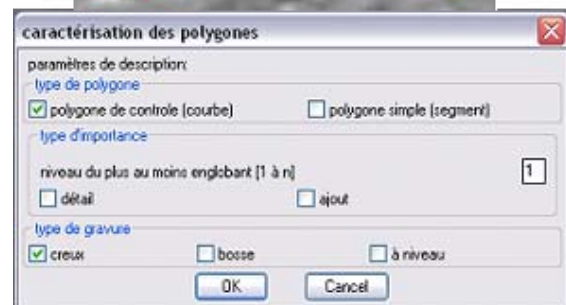 caractérisation des polygones
paramètres de description:
type de polygone
polygone de controle (courbe)
polygone simple (segment)
type d'importance
niveau du plus au moins englobant [1 à n]
1
détail
ajout
type de gravure
creux
bosse
à niveau
OK
Cancel